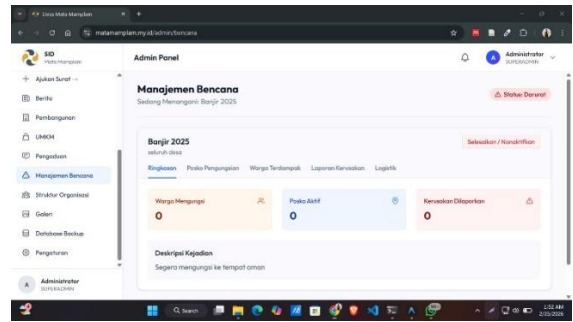 Desa Mata Mamplam
matamamplam.my.id/admin/bencana
SID
Mata Mamplam
Admin Panel
A
Administrator
SUPERADMIN
Ajukan Surat
Berita
Pembangunan
UMKM
Pengaduan
Manajemen Bencana
Struktur Organisasi
Galeri
Database Backup
Pengaturan
A
Administrator
SUPERADMIN
Manajemen Bencana
Sedang Menangani: Banjir 2025
Status: Darurat
Banjir 2025
seluruh desa
Selesaikan / Nonaktifkan
Ringkasan Posko Pengungsian Warga Terdampak Laporan Kerusakan Logistik
Warga Mengungsi
0
Posko Aktif
0
Kerusakan Dilaporkan
0
Deskripsi Kejadian
Segera mengungsi ke tempat aman
Search
1:52 AM
2/25/2026